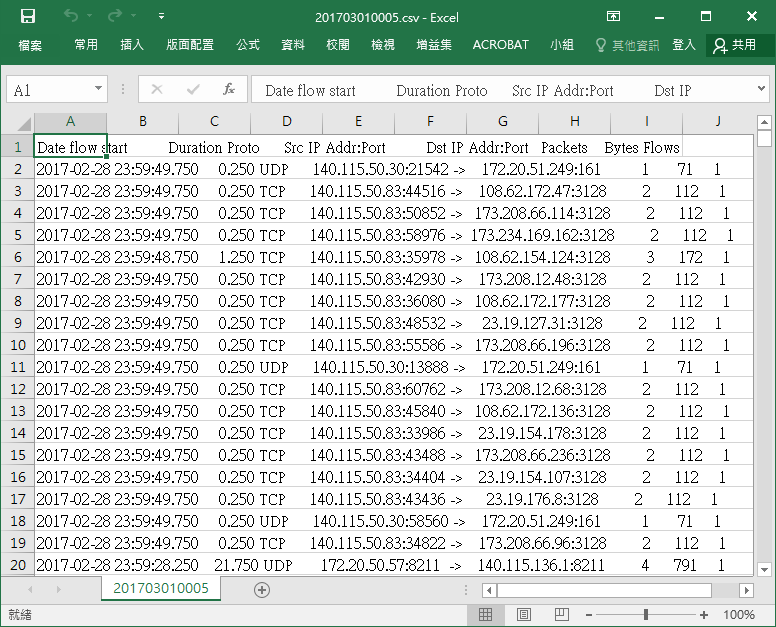 201703010005.csv - Excel
檔案 常用 插入 版面配置 公式 資料 校閱 檢視 增益集 ACROBAT 小組 其他資訊 登入 共用
A1 fx Date flow start Duration Proto Src IP Addr:Port Dst IP
A B C D E F G H I J
1 Date flow start Duration Proto Src IP Addr:Port Dst IP Addr:Port Packets Bytes Flows
2 2017-02-28 23:59:49.750 0.250 UDP 140.115.50.30:21542 -> 172.20.51.249:161 1 71 1
3 2017-02-28 23:59:49.750 0.250 TCP 140.115.50.83:44516 -> 108.62.172.47:3128 2 112 1
4 2017-02-28 23:59:49.750 0.250 TCP 140.115.50.83:50852 -> 173.208.66.114:3128 2 112 1
5 2017-02-28 23:59:49.750 0.250 TCP 140.115.50.83:58976 -> 173.234.169.162:3128 2 112 1
6 2017-02-28 23:59:48.750 1.250 TCP 140.115.50.83:35978 -> 108.62.154.124:3128 3 172 1
7 2017-02-28 23:59:49.750 0.250 TCP 140.115.50.83:42930 -> 173.208.12.48:3128 2 112 1
8 2017-02-28 23:59:49.750 0.250 TCP 140.115.50.83:36080 -> 108.62.172.177:3128 2 112 1
9 2017-02-28 23:59:49.750 0.250 TCP 140.115.50.83:48532 -> 23.19.127.31:3128 2 112 1
10 2017-02-28 23:59:49.750 0.250 TCP 140.115.50.83:55586 -> 173.208.66.196:3128 2 112 1
11 2017-02-28 23:59:49.750 0.250 UDP 140.115.50.30:13888 -> 172.20.51.249:161 1 71 1
12 2017-02-28 23:59:49.750 0.250 TCP 140.115.50.83:60762 -> 173.208.12.68:3128 2 112 1
13 2017-02-28 23:59:49.750 0.250 TCP 140.115.50.83:45840 -> 108.62.172.136:3128 2 112 1
14 2017-02-28 23:59:49.750 0.250 TCP 140.115.50.83:33986 -> 23.19.154.178:3128 2 112 1
15 2017-02-28 23:59:49.750 0.250 TCP 140.115.50.83:43488 -> 173.208.66.236:3128 2 112 1
16 2017-02-28 23:59:49.750 0.250 TCP 140.115.50.83:34404 -> 23.19.154.107:3128 2 112 1
17 2017-02-28 23:59:49.750 0.250 TCP 140.115.50.83:43436 -> 23.19.176.8:3128 2 112 1
18 2017-02-28 23:59:49.750 0.250 UDP 140.115.50.30:58560 -> 172.20.51.249:161 1 71 1
19 2017-02-28 23:59:49.750 0.250 TCP 140.115.50.83:34822 -> 173.208.66.96:3128 2 112 1
20 2017-02-28 23:59:28.250 21.750 UDP 172.20.50.57:8211 -> 140.115.136.1:8211 4 791 1
201703010005
就緒 100%